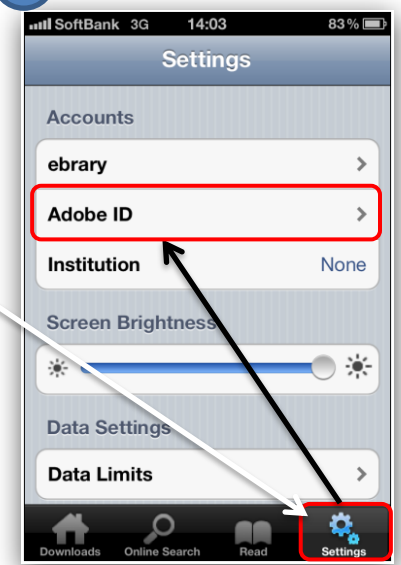 SoftBank 3G 14:03 83%
Settings
Accounts
ebrary
Adobe ID
Institution None
Screen Brightness
Data Settings
Data Limits
Downloads Online Search Read Settings